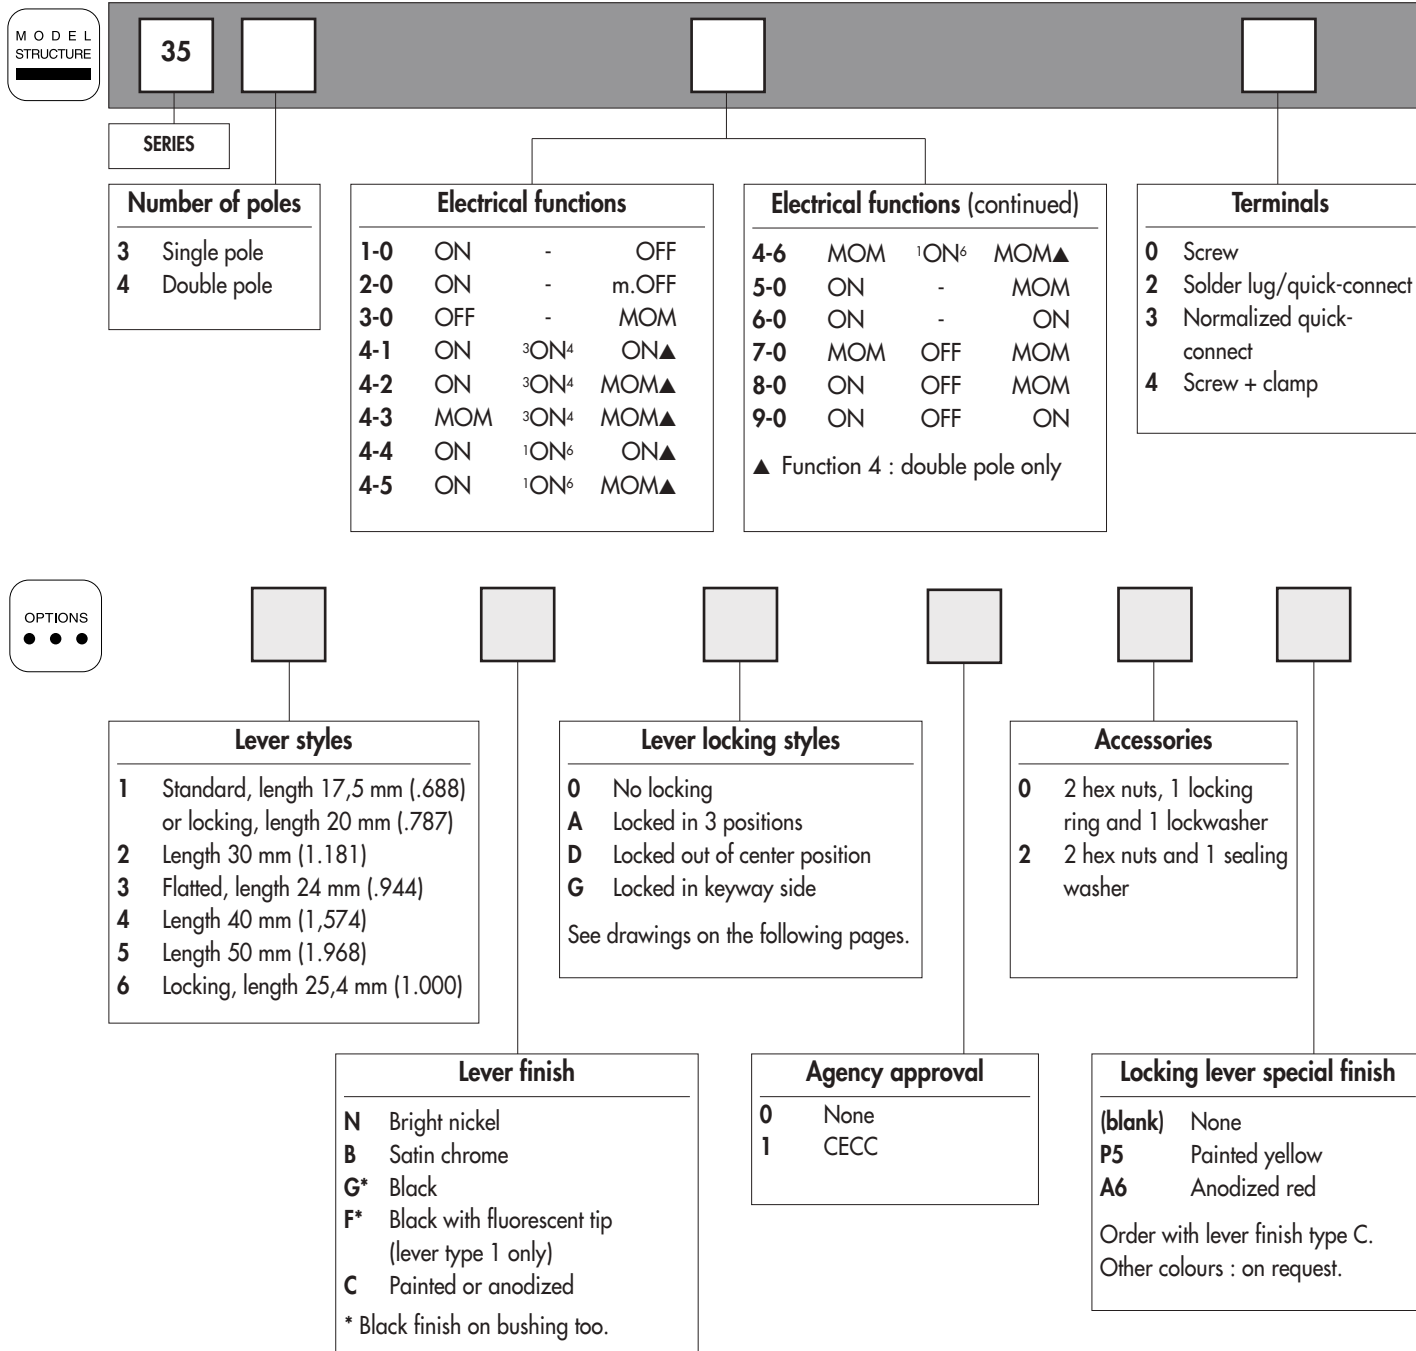 MODEL
STRUCTURE
35
SERIES
Number of poles
3 Single pole
4 Double pole
Electrical functions
1-0 ON - OFF
2-0 ON - m.OFF
3-0 OFF - MOM
4-1 ON ³ON⁴ ON▲
4-2 ON ³ON⁴ MOM▲
4-3 MOM ³ON⁴ MOM▲
4-4 ON ¹ON⁶ ON▲
4-5 ON ¹ON⁶ MOM▲
Electrical functions (continued)
4-6 MOM ¹ON⁶ MOM▲
5-0 ON - MOM
6-0 ON - ON
7-0 MOM OFF MOM
8-0 ON OFF MOM
9-0 ON OFF ON
▲ Function 4 : double pole only
Terminals
0 Screw
2 Solder lug/quick-connect
3 Normalized quick-
connect
4 Screw + clamp
OPTIONS
Lever styles
1 Standard, length 17,5 mm (.688)
or locking, length 20 mm (.787)
2 Length 30 mm (1.181)
3 Flatted, length 24 mm (.944)
4 Length 40 mm (1,574)
5 Length 50 mm (1.968)
6 Locking, length 25,4 mm (1.000)
Lever locking styles
0 No locking
A Locked in 3 positions
D Locked out of center position
G Locked in keyway side
See drawings on the following pages.
Accessories
0 2 hex nuts, 1 locking
ring and 1 lockwasher
2 2 hex nuts and 1 sealing
washer
Lever finish
N Bright nickel
B Satin chrome
G* Black
F* Black with fluorescent tip
(lever type 1 only)
C Painted or anodized
* Black finish on bushing too.
Agency approval
0 None
1 CECC
Locking lever special finish
(blank) None
P5 Painted yellow
A6 Anodized red
Order with lever finish type C.
Other colours : on request.